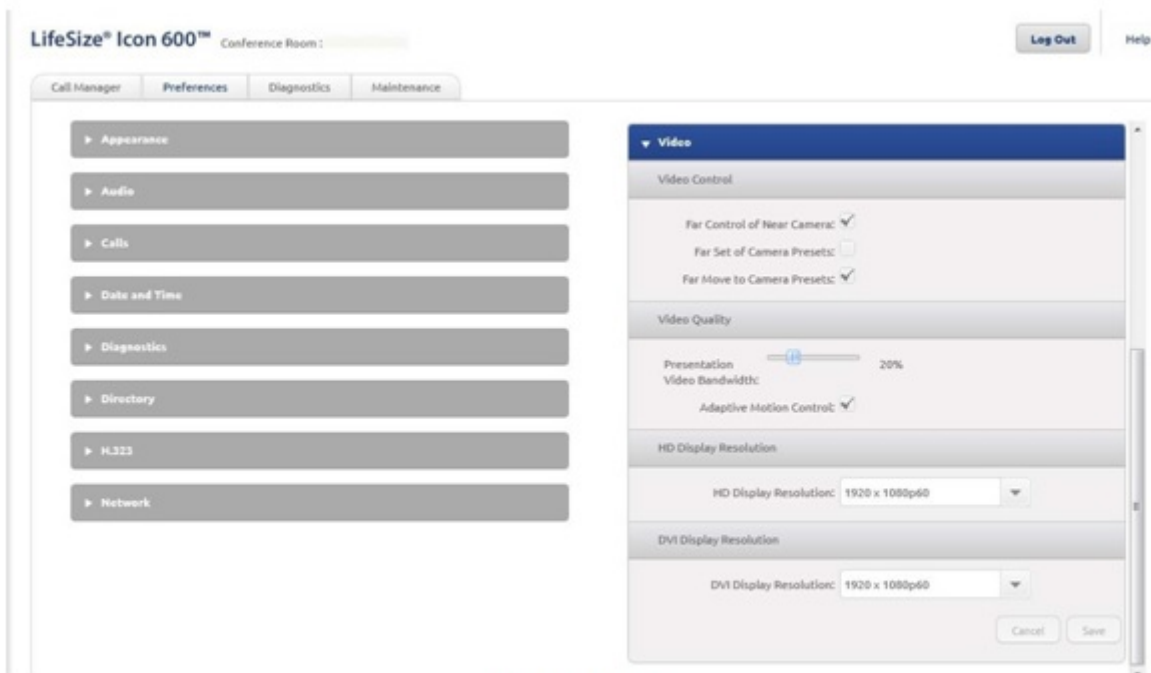 LifeSize® Icon 600™ Conference Room :
Log Out
Help
Call Manager
Preferences
Diagnostics
Maintenance
Appearance
Audio
Calls
Date and Time
Diagnostics
Directory
H.323
Network
Video
Video Control
Far Control of Near Camera:
Far Set of Camera Presets:
Far Move to Camera Presets:
Video Quality
Presentation
Video Bandwidth:
20%
Adaptive Motion Control:
HD Display Resolution
HD Display Resolution: 1920 x 1080p60
DVI Display Resolution
DVI Display Resolution: 1920 x 1080p60
Cancel
Save